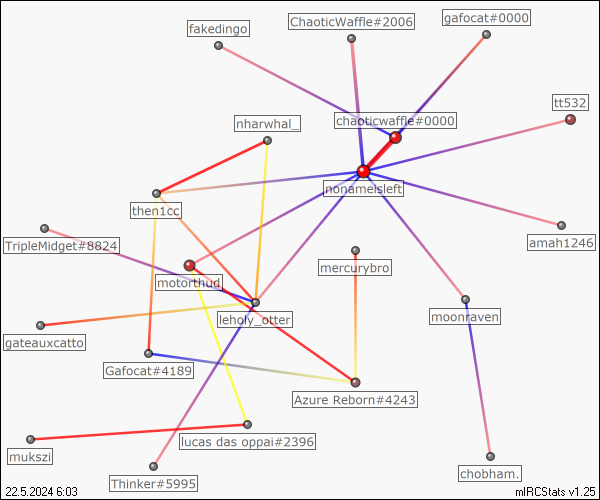 ChaoticWaffle#2006
gafocat#0000
fakedingo
tt532
chaoticwaffle#0000
nharwhal_
nonameisleft
then1cc
TripleMidget#8824
amah1246
mercurybro
motorthud
leholy_otter
moonraven
gateauxcatto
Gafocat#4189
Azure Reborn#4243
lucas das oppai#2396
mukszi
chobham.
Thinker#5995
22.5.2024 6:03
mIRCStats v1.25